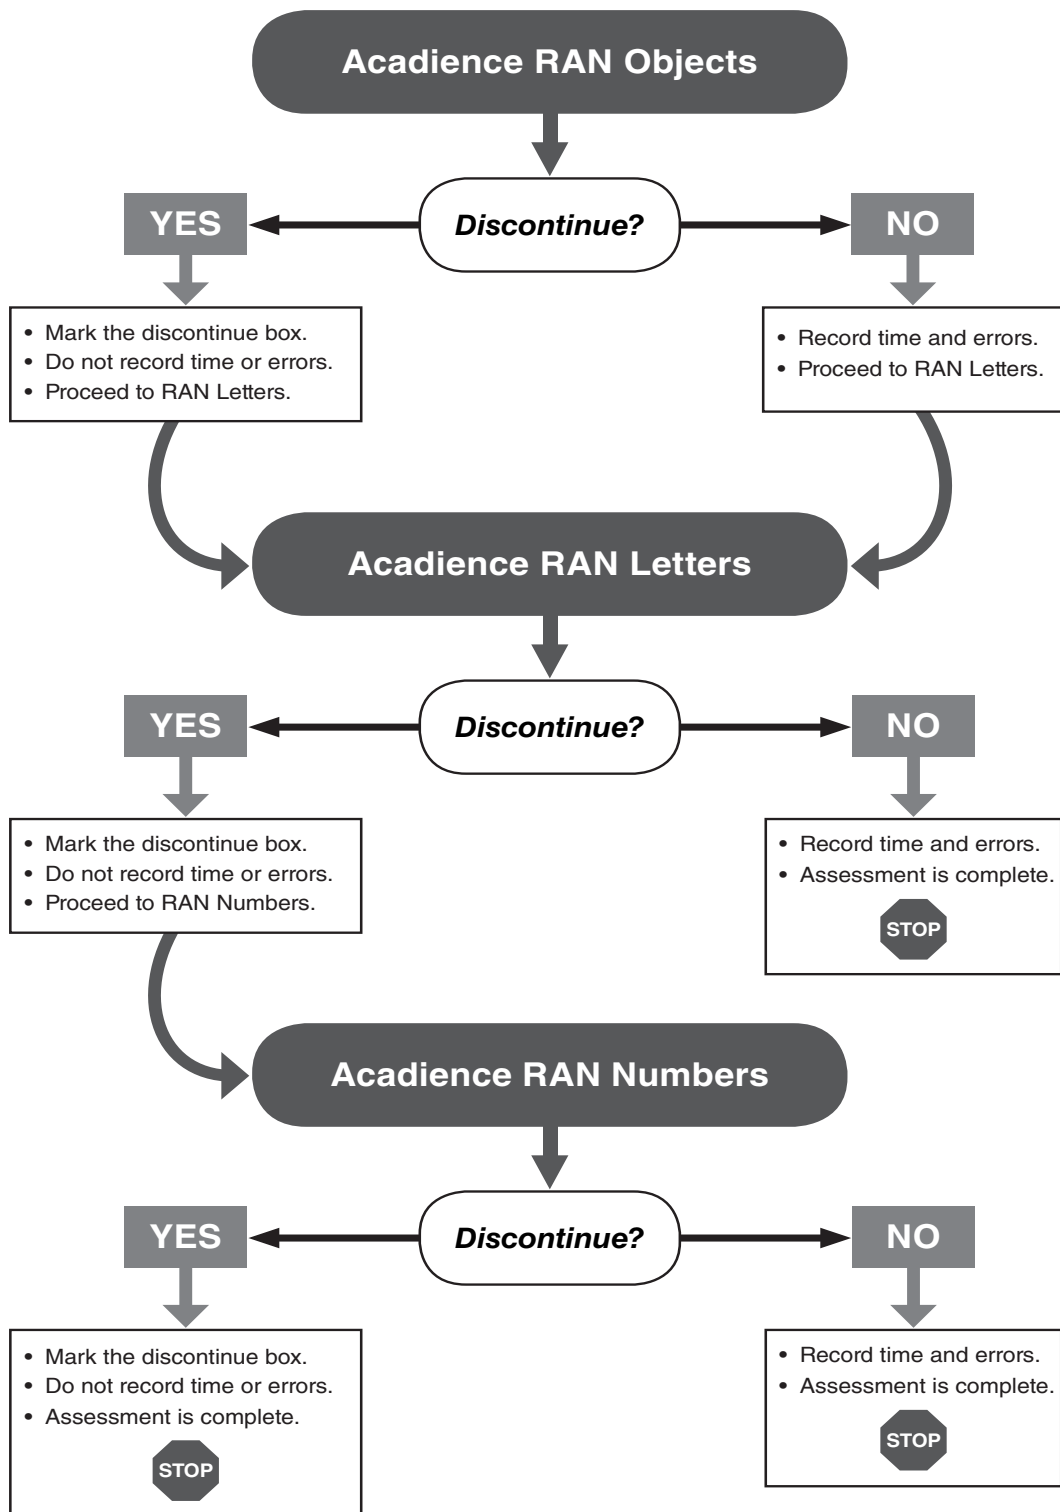 Acadience RAN Objects
Discontinue?
YES
NO
• Mark the discontinue box.
• Do not record time or errors.
• Proceed to RAN Letters.
• Record time and errors.
• Proceed to RAN Letters.
Acadience RAN Letters
Discontinue?
YES
NO
• Mark the discontinue box.
• Do not record time or errors.
• Proceed to RAN Numbers.
• Record time and errors.
• Assessment is complete.
STOP
Acadience RAN Numbers
Discontinue?
YES
NO
• Mark the discontinue box.
• Do not record time or errors.
• Assessment is complete.
STOP
• Record time and errors.
• Assessment is complete.
STOP